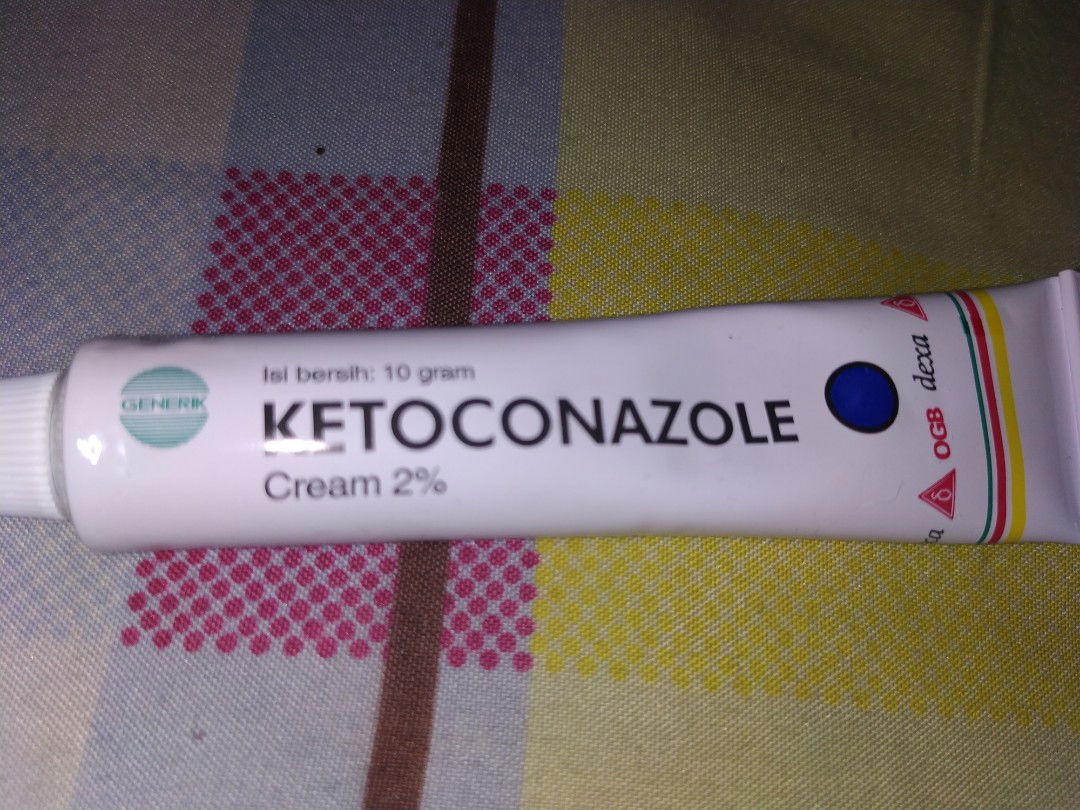 GENERIK
Isi bersih: 10 gram
KETOCONAZOLE
Cream 2%
OGB dexa